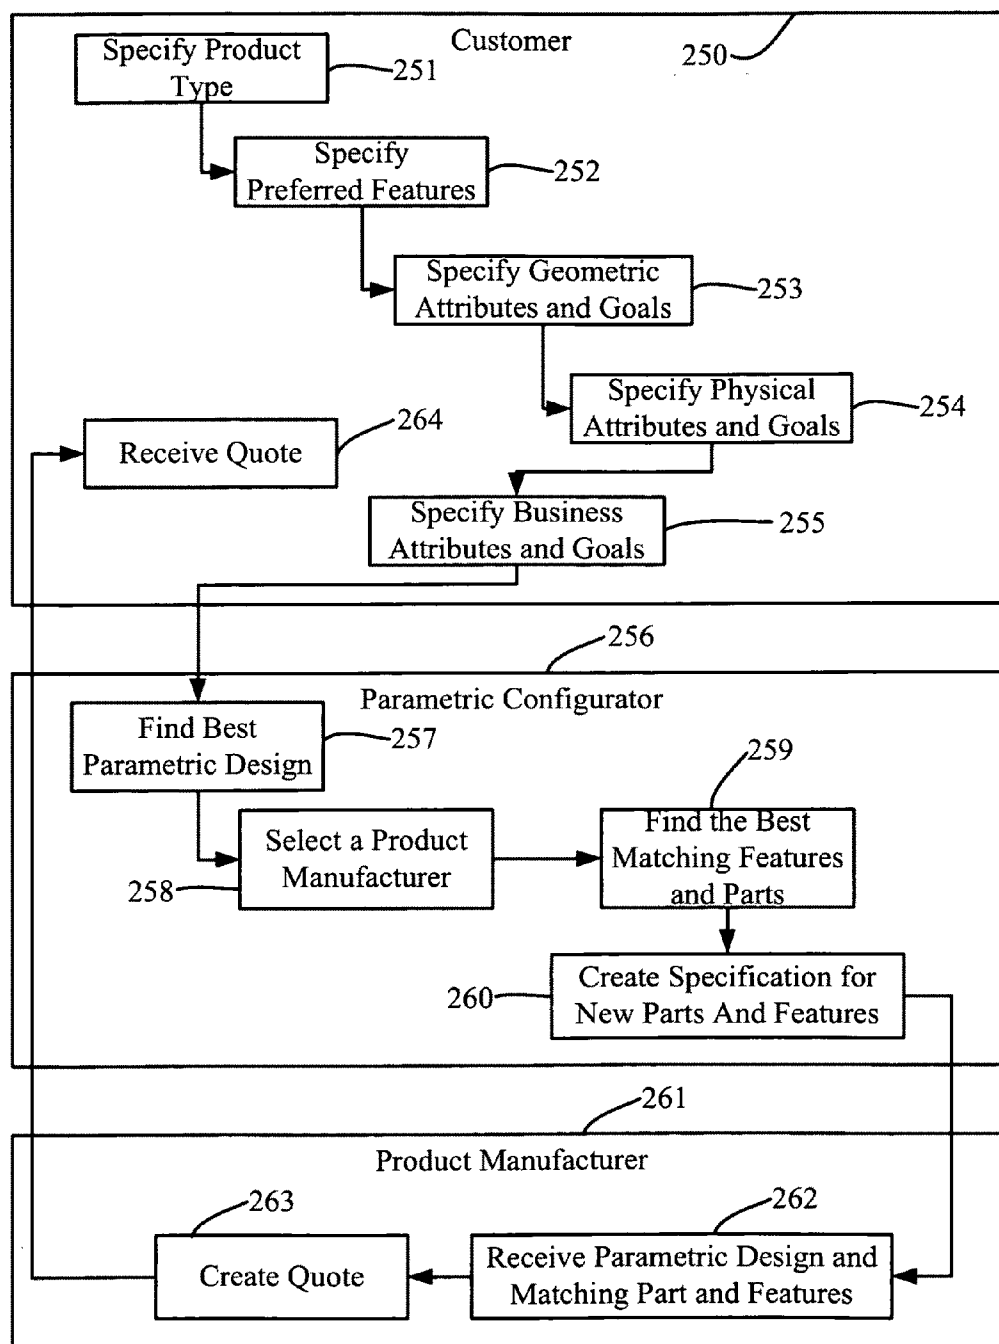 Customer
250
Specify Product
Type
251
Specify
Preferred Features
252
Specify Geometric
Attributes and Goals
253
Specify Physical
Attributes and Goals
254
264
Receive Quote
Specify Business
Attributes and Goals
255
256
Parametric Configurator
Find Best
Parametric Design
257
259
Select a Product
Manufacturer
258
Find the Best
Matching Features
and Parts
260
Create Specification for
New Parts And Features
261
Product Manufacturer
263
262
Create Quote
Receive Parametric Design and
Matching Part and Features